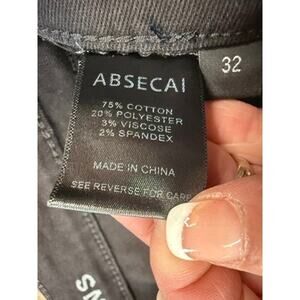 ABSECAI
32
75% COTTON
20% POLYESTER
3% VISCOSE
2% SPANDEX
MADE IN CHINA
SEE REVERSE FOR CARE